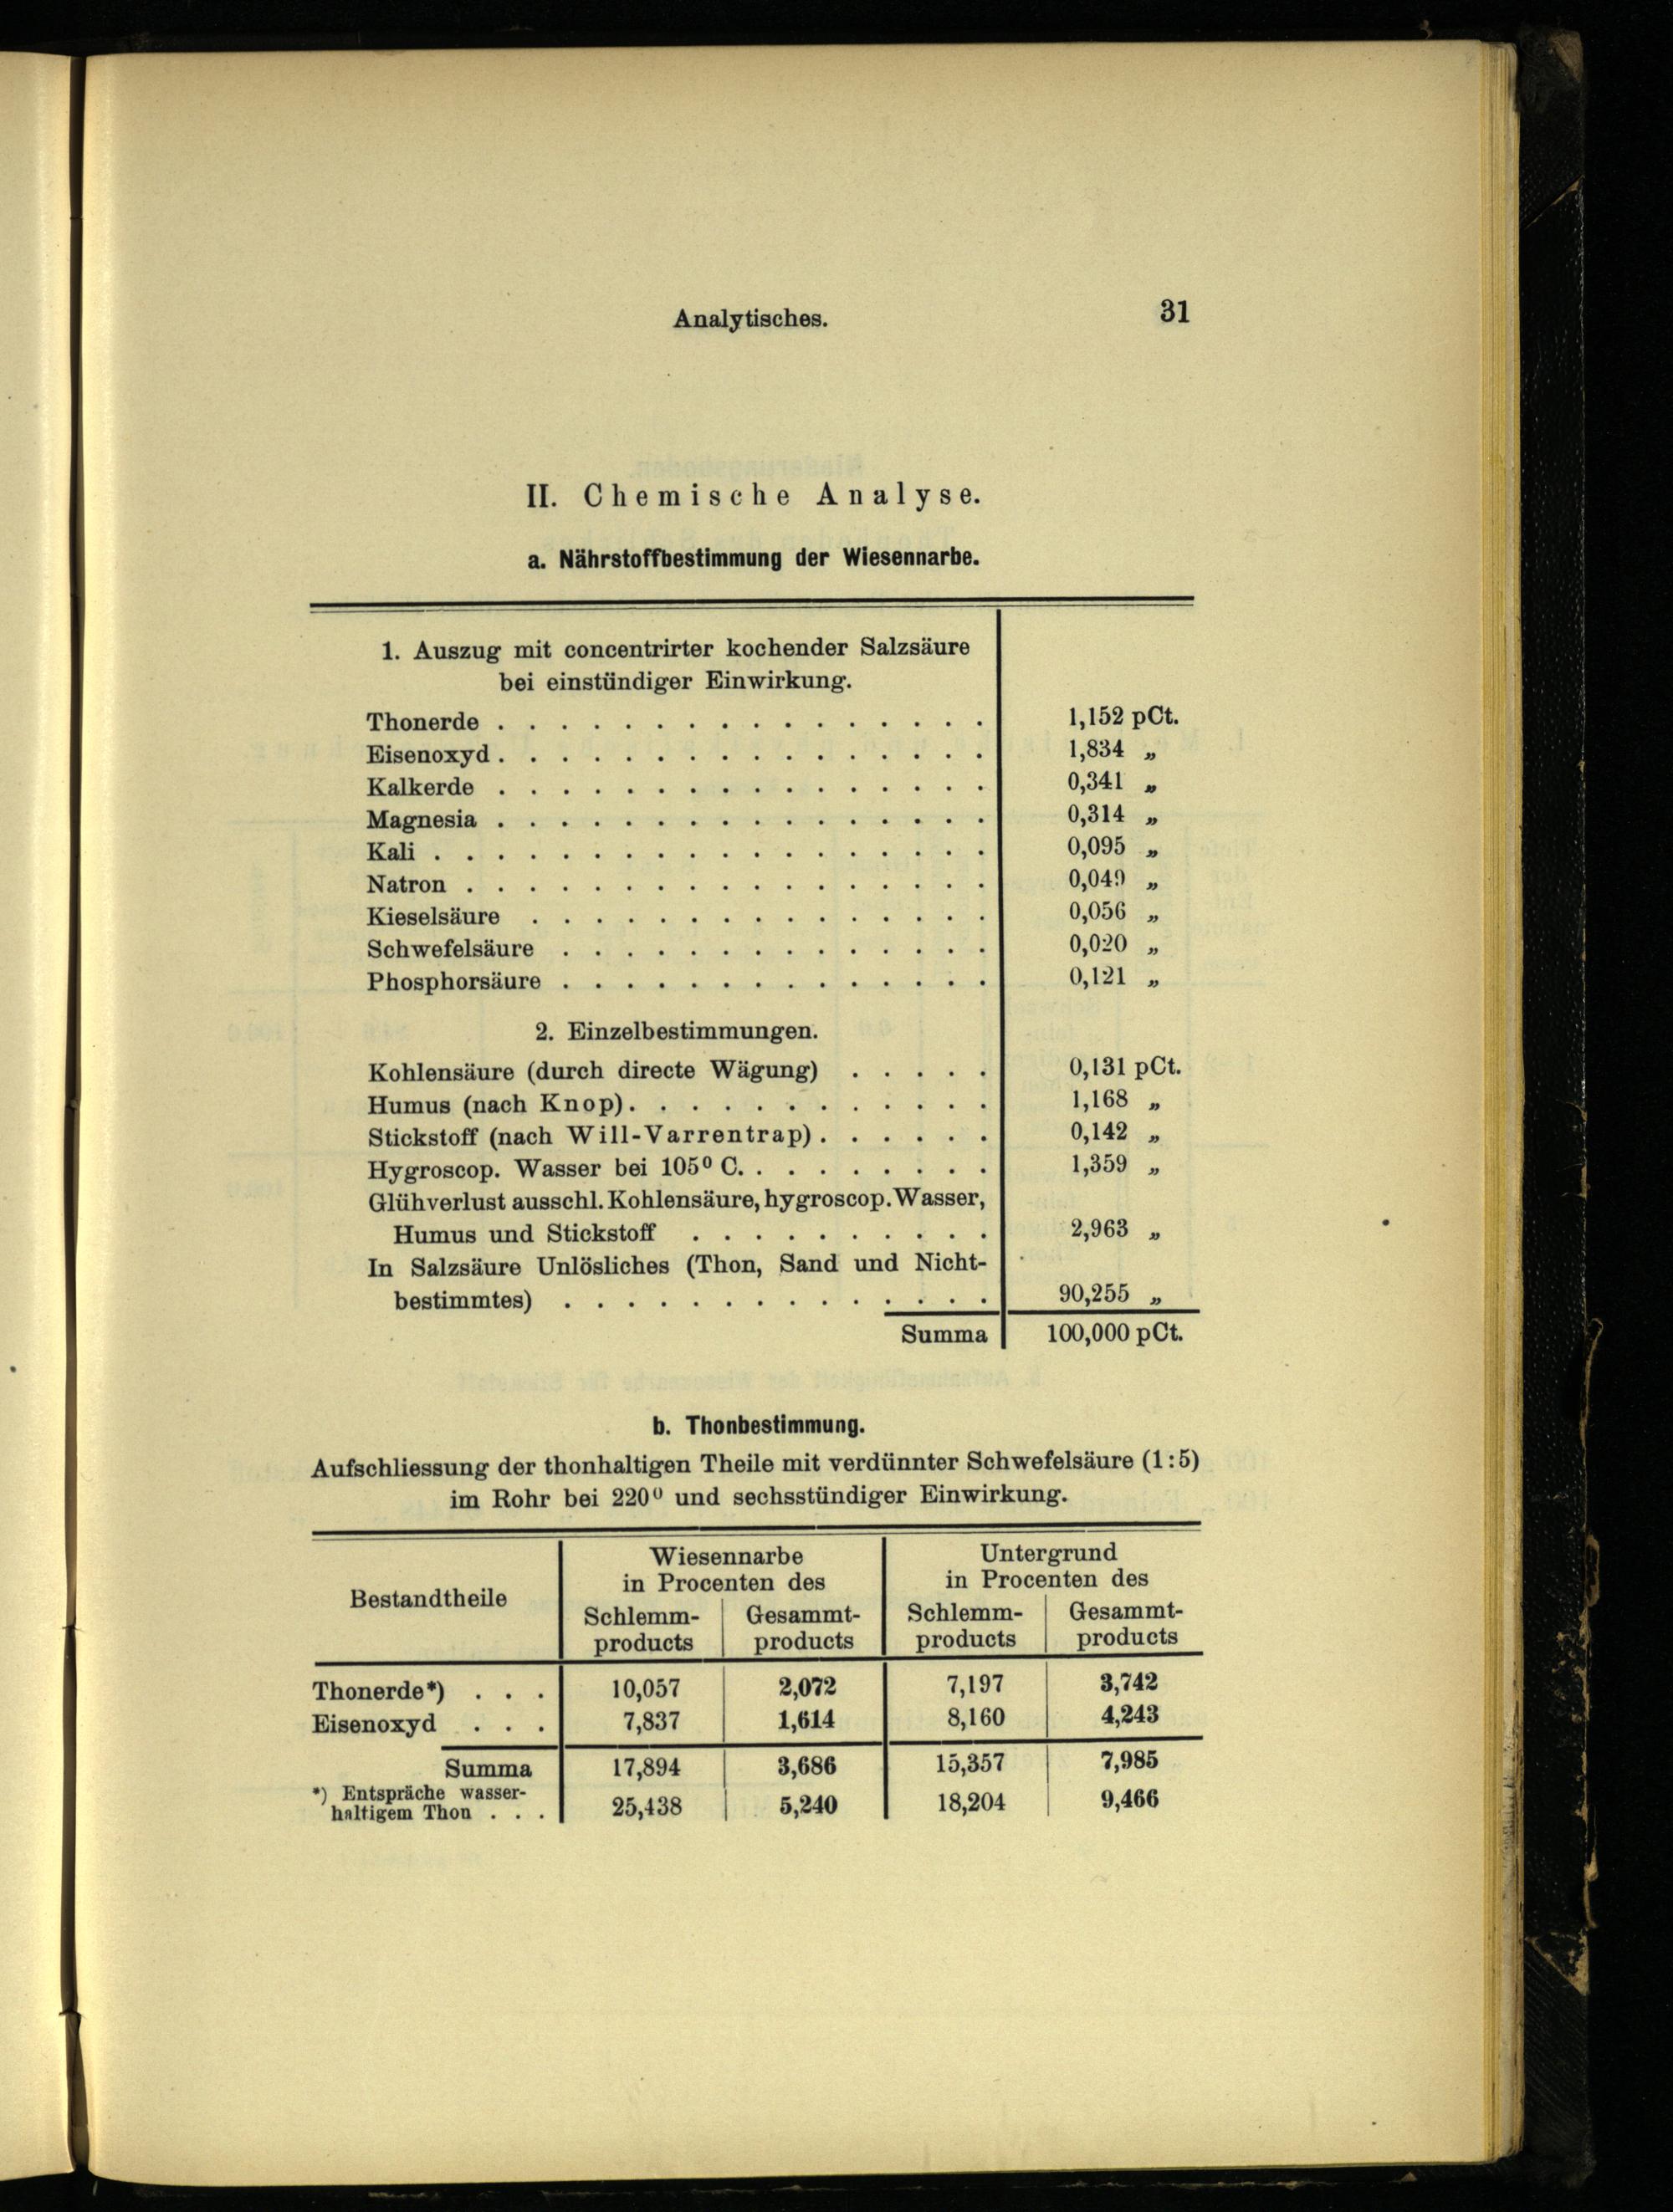 Analytisches. 31
II. Chemische Analyse.
a. Nährstoffbestimmung der Wiesennarbe.
1. Auszug mit concentrirter kochender Salzsäure
bei einstündiger Einwirkung.
Thonerde . . . . . . . . . . . . . . . . 1,152 pCt.
Eisenoxyd . . . . . . . . . . . . . . . . 1,834 „
Kalkerde . . . . . . . . . . . . . . . . 0,341 „
Magnesia . . . . . . . . . . . . . . . . 0,314 „
Kali . . . . . . . . . . . . . . . . . . 0,095 „
Natron . . . . . . . . . . . . . . . . . 0,049 „
Kieselsäure . . . . . . . . . . . . . . . 0,056 „
Schwefelsäure . . . . . . . . . . . . . . 0,020 „
Phosphorsäure . . . . . . . . . . . . . . 0,121 „
2. Einzelbestimmungen.
Kohlensäure (durch directe Wägung) . . . . . 0,131 pCt.
Humus (nach Knop) . . . . . . . . . . . . 1,168 „
Stickstoff (nach Will-Varrentrap) . . . . . . 0,142 „
Hygroscop. Wasser bei 105⁰ C. . . . . . . . . 1,359 „
Glühverlust ausschl. Kohlensäure, hygroscop. Wasser,
Humus und Stickstoff . . . . . . . . . . 2,963 „
In Salzsäure Unlösliches (Thon, Sand und Nicht-
bestimmtes) . . . . . . . . . . . . . . 90,255 „
Summa 100,000 pCt.
b. Thonbestimmung.
Aufschliessung der thonhaltigen Theile mit verdünnter Schwefelsäure (1:5)
im Rohr bei 220⁰ und sechsstündiger Einwirkung.
Wiesennarbe Untergrund
in Procenten des in Procenten des
Bestandtheile
Schlemm- Gesammt- Schlemm- Gesammt-
products products products products
Thonerde*) . . . 10,057 2,072 7,197 3,742
Eisenoxyd . . . 7,837 1,614 8,160 4,243
Summa 17,894 3,686 15,357 7,985
*) Entspräche wasser-
haltigem Thon . . . 25,438 5,240 18,204 9,466